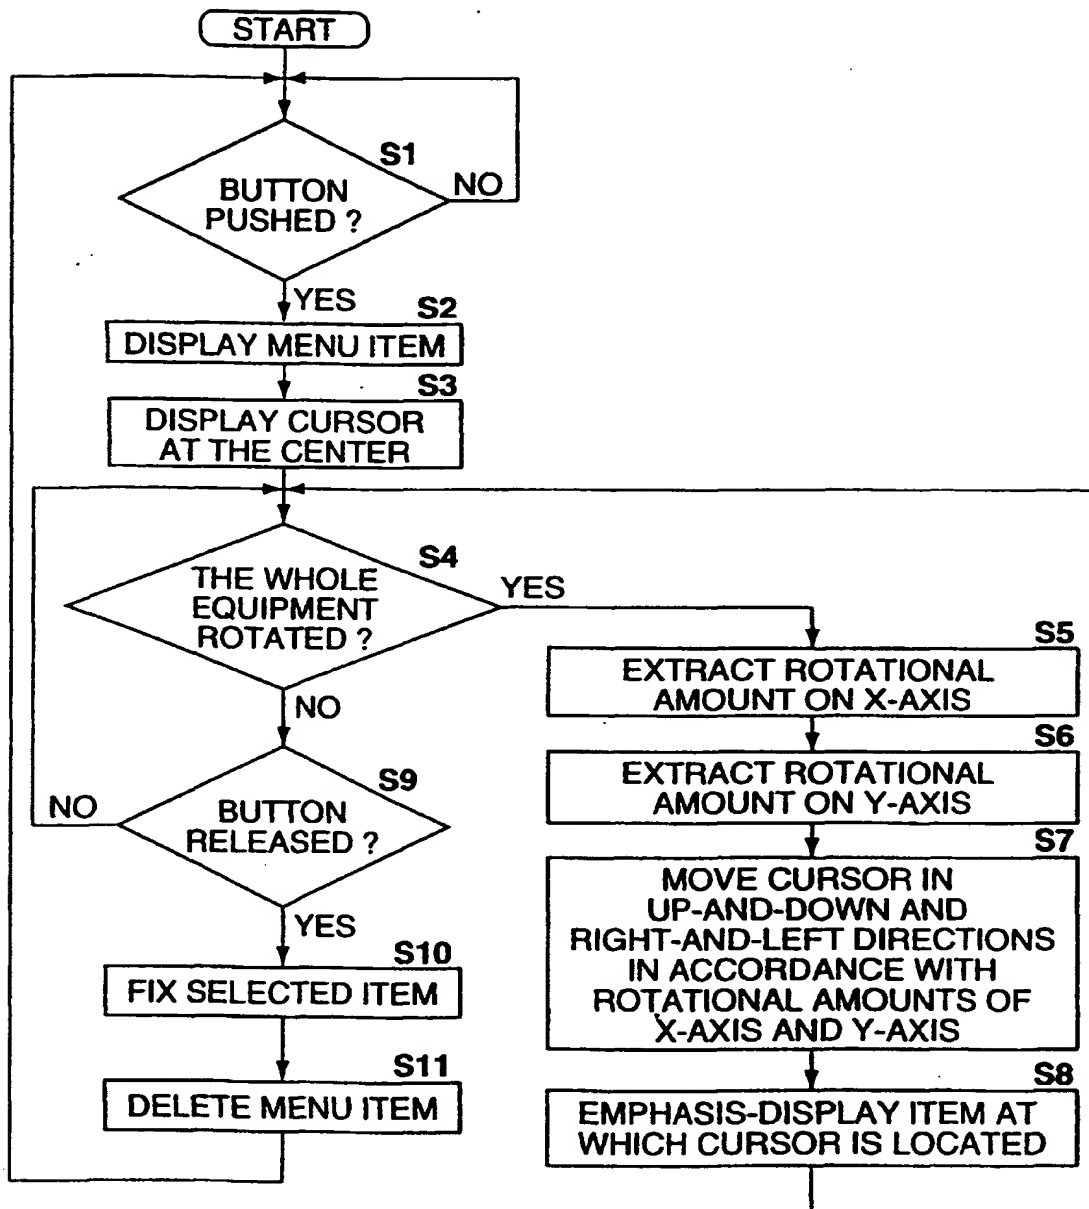 START
S1
BUTTON
PUSHED ?
NO
YES
S2
DISPLAY MENU ITEM
S3
DISPLAY CURSOR
AT THE CENTER
S4
THE WHOLE
EQUIPMENT
ROTATED ?
YES
NO
S5
EXTRACT ROTATIONAL
AMOUNT ON X-AXIS
S6
EXTRACT ROTATIONAL
AMOUNT ON Y-AXIS
S7
MOVE CURSOR IN
UP-AND-DOWN AND
RIGHT-AND-LEFT DIRECTIONS
IN ACCORDANCE WITH
ROTATIONAL AMOUNTS OF
X-AXIS AND Y-AXIS
S8
EMPHASIS-DISPLAY ITEM AT
WHICH CURSOR IS LOCATED
S9
BUTTON
RELEASED ?
NO
YES
S10
FIX SELECTED ITEM
S11
DELETE MENU ITEM